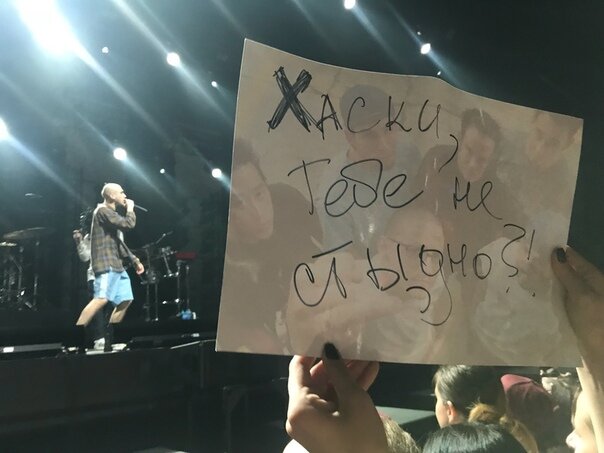 Хаски,
Тебе не
стыдно?!